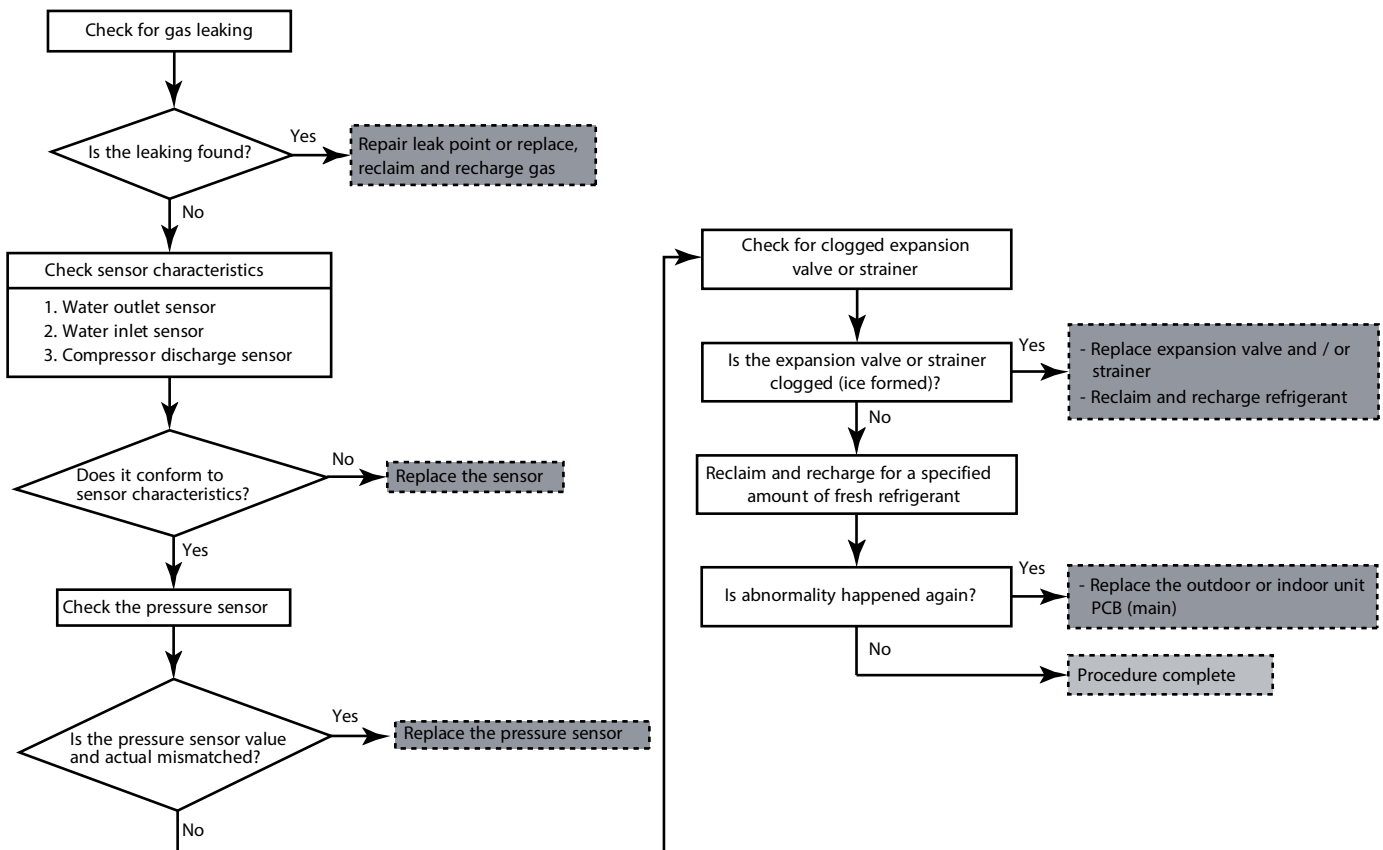 Check for gas leaking
Is the leaking found?
Yes
Repair leak point or replace,
reclaim and recharge gas
No
Check sensor characteristics
1. Water outlet sensor
2. Water inlet sensor
3. Compressor discharge sensor
Does it conform to
sensor characteristics?
No
Replace the sensor
Yes
Check the pressure sensor
Is the pressure sensor value
and actual mismatched?
Yes
Replace the pressure sensor
No
Check for clogged expansion
valve or strainer
Is the expansion valve or strainer
clogged (ice formed)?
Yes
- Replace expansion valve and / or
strainer
- Reclaim and recharge refrigerant
No
Reclaim and recharge for a specified
amount of fresh refrigerant
Is abnormality happened again?
Yes
- Replace the outdoor or indoor unit
PCB (main)
No
Procedure complete